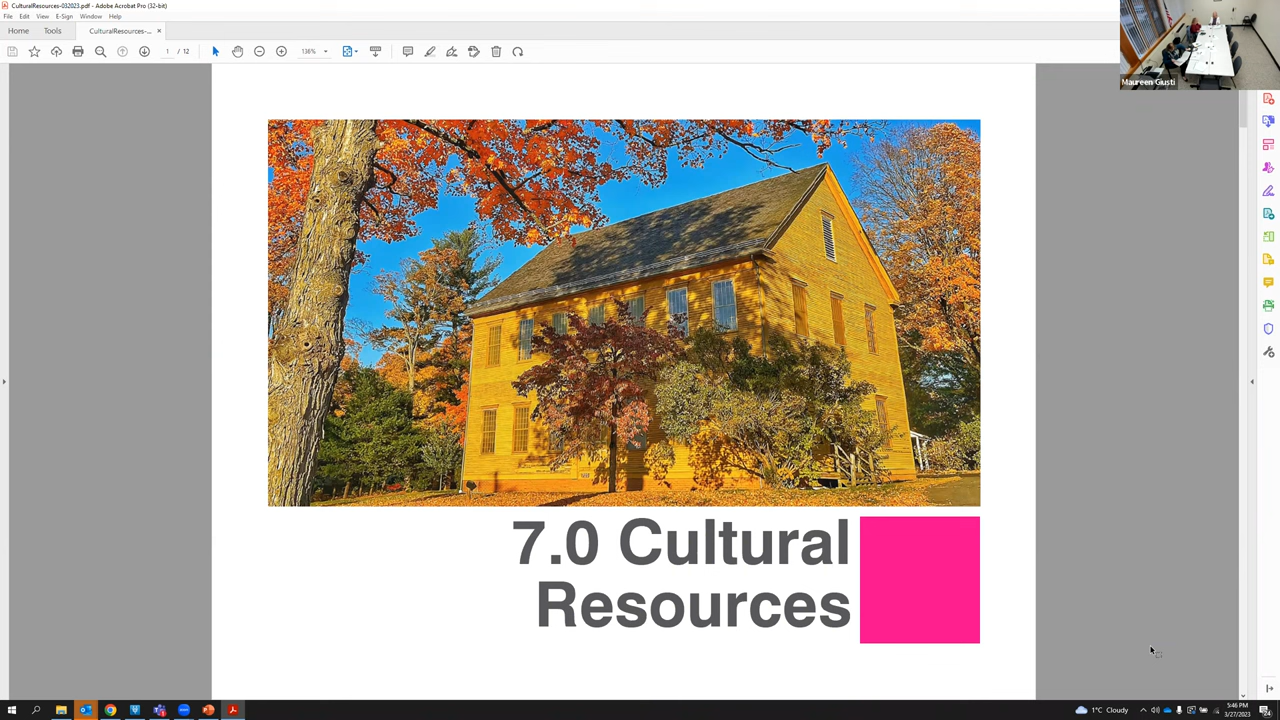 CulturalResources-032023.pdf - Adobe Acrobat Pro (32-bit)
File Edit View E-Sign Window Help
Home Tools CulturalResources-... ×
1 / 12 136%
Maureen Giusti
7.0 Cultural
Resources
1°C Cloudy
5:46 PM
3/27/2023